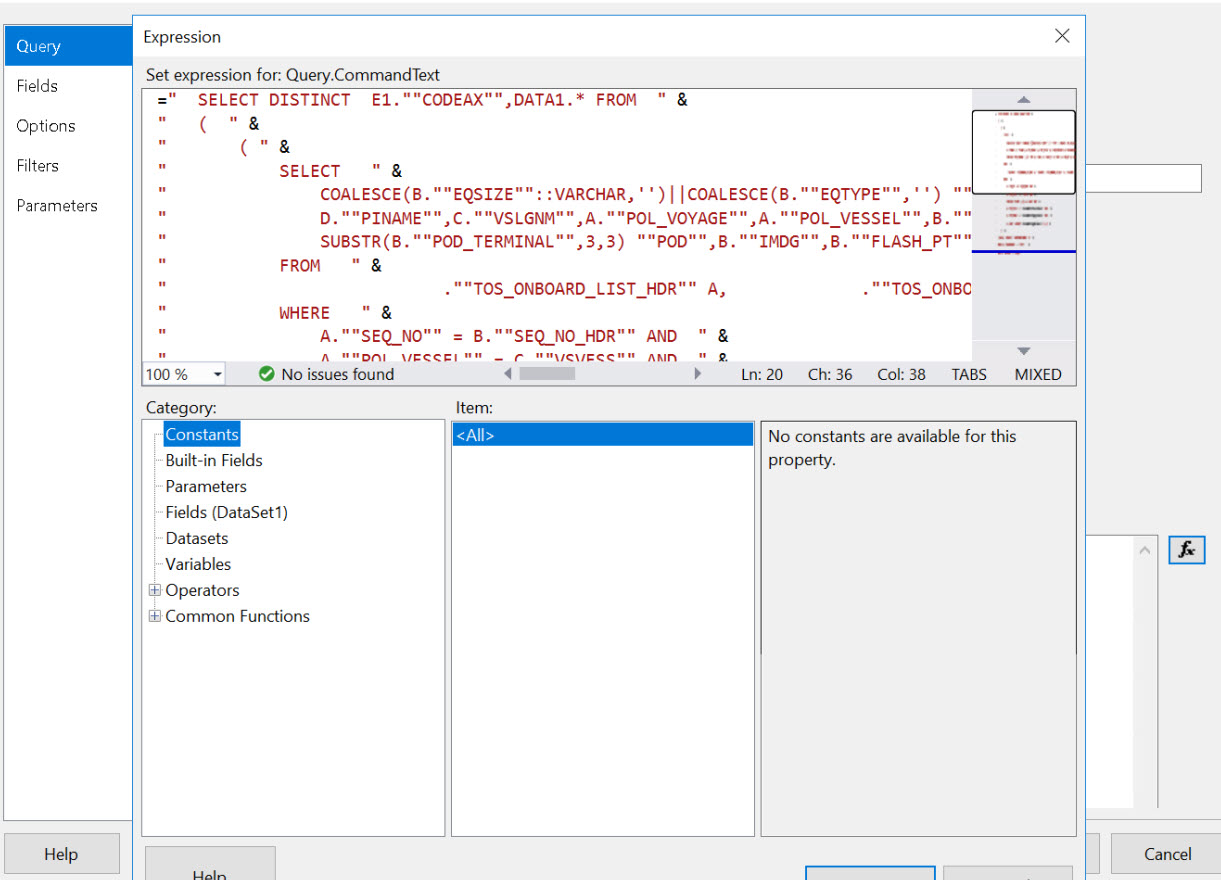 Query
Fields
Options
Filters
Parameters
Expression
Set expression for: Query.CommandText
="  SELECT DISTINCT  E1.""CODEAX"",DATA1.* FROM  " &
"   (  " &
"       ( " &
"           SELECT   " &
"               COALESCE(B.""EQSIZE""::VARCHAR,'')||COALESCE(B.""EQTYPE"",'') ""
"               D.""PINAME"",C.""VSLGNM"",A.""POL_VOYAGE"",A.""POL_VESSEL"",B.""
"               SUBSTR(B.""POD_TERMINAL"",3,3) ""POD"",B.""IMDG"",B.""FLASH_PT""
"           FROM   " &
"                           .""TOS_ONBOARD_LIST_HDR"" A,             .""TOS_ONBO
"           WHERE   " &
"               A.""SEQ_NO"" = B.""SEQ_NO_HDR"" AND  " &
"               A.""POL_VESSEL"" = C.""VSVESS"" AND  " &
100 %
No issues found
Ln: 20
Ch: 36
Col: 38
TABS
MIXED
Category:
Item:
Constants
Built-in Fields
Parameters
Fields (DataSet1)
Datasets
Variables
Operators
Common Functions
<All>
No constants are available for this
property.
fx
Help
Help
Cancel